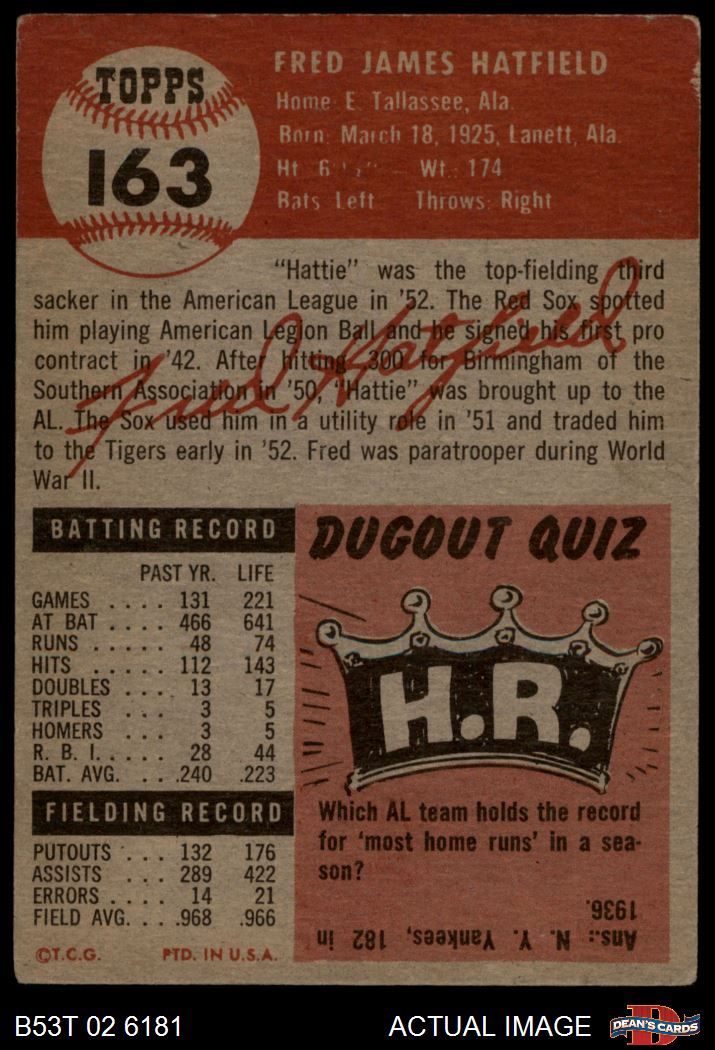 TOPPS
163
FRED JAMES HATFIELD
Home E. Tallassee, Ala.
Born: March 18, 1925, Lanett, Ala.
Ht. 6 ½" — Wt.: 174
Bats Left Throws: Right
"Hattie" was the top-fielding third
sacker in the American League in '52. The Red Sox spotted
him playing American Legion Ball and he signed his first pro
contract in '42. After hitting .300 for Birmingham of the
Southern Association in '50, "Hattie" was brought up to the
AL. The Sox used him in a utility role in '51 and traded him
to the Tigers early in '52. Fred was paratrooper during World
War II.
Fred Hatfield
BATTING RECORD
PAST YR. LIFE
GAMES .... 131 221
AT BAT .... 466 641
RUNS ..... 48 74
HITS ..... 112 143
DOUBLES ... 13 17
TRIPLES ... 3 5
HOMERS ... 3 5
R. B. I. .... 28 44
BAT. AVG. ... .240 .223
FIELDING RECORD
PUTOUTS ... 132 176
ASSISTS ... 289 422
ERRORS .... 14 21
FIELD AVG. ... .968 .966
©T.C.G. PTD. IN U.S.A.
DUGOUT QUIZ
H.R.
Which AL team holds the record
for 'most home runs' in a sea-
son?
Ans.: N. Y. Yankees, 182 in
1936.
B53T 02 6181 ACTUAL IMAGE
D
DEAN'S CARDS